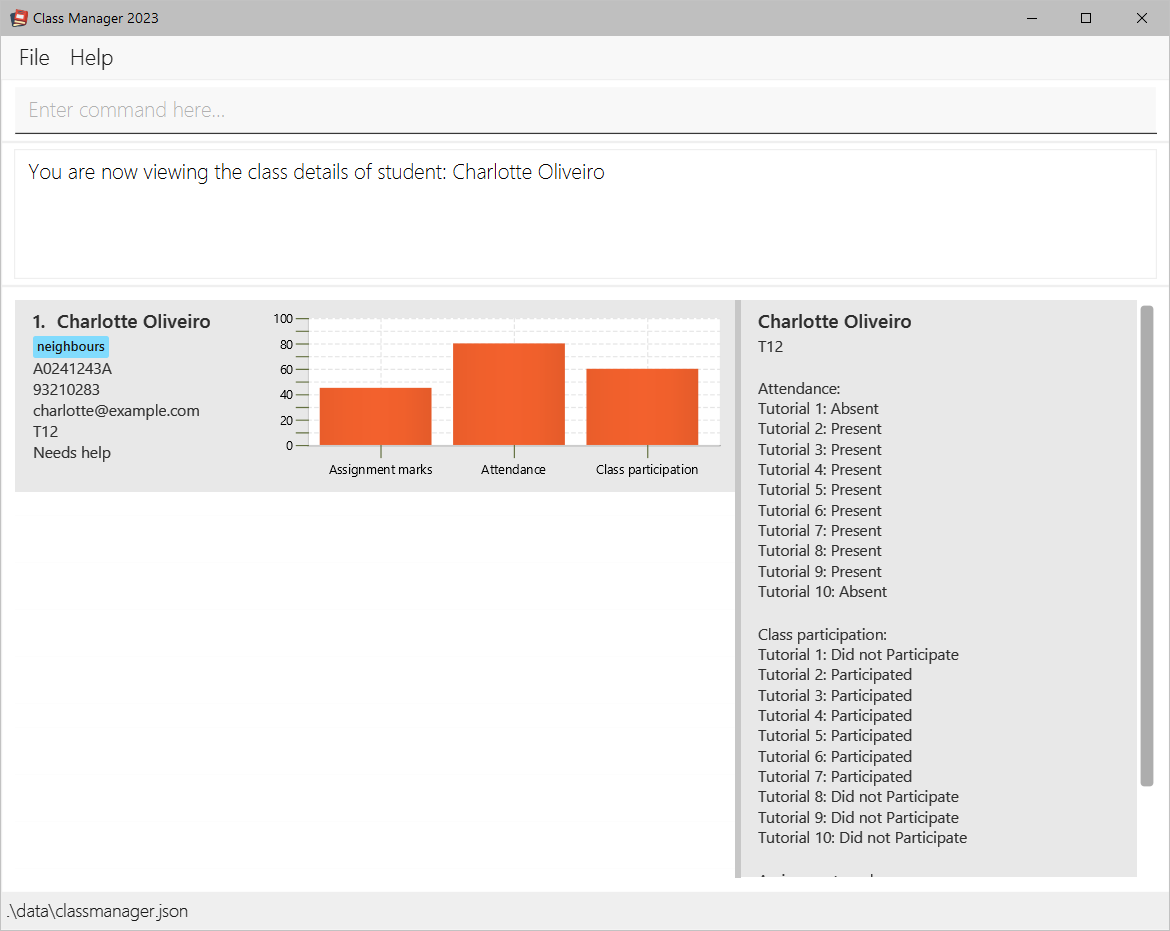 Class Manager 2023
File Help
Enter command here...
You are now viewing the class details of student: Charlotte Oliveiro
1. Charlotte Oliveiro
neighbours
A0241243A
93210283
charlotte@example.com
T12
Needs help
100
80
60
40
20
0
Assignment marks Attendance Class participation
Charlotte Oliveiro
T12
Attendance:
Tutorial 1: Absent
Tutorial 2: Present
Tutorial 3: Present
Tutorial 4: Present
Tutorial 5: Present
Tutorial 6: Present
Tutorial 7: Present
Tutorial 8: Present
Tutorial 9: Present
Tutorial 10: Absent
Class participation:
Tutorial 1: Did not Participate
Tutorial 2: Participated
Tutorial 3: Participated
Tutorial 4: Participated
Tutorial 5: Participated
Tutorial 6: Participated
Tutorial 7: Participated
Tutorial 8: Did not Participate
Tutorial 9: Did not Participate
Tutorial 10: Did not Participate
.\data\classmanager.json